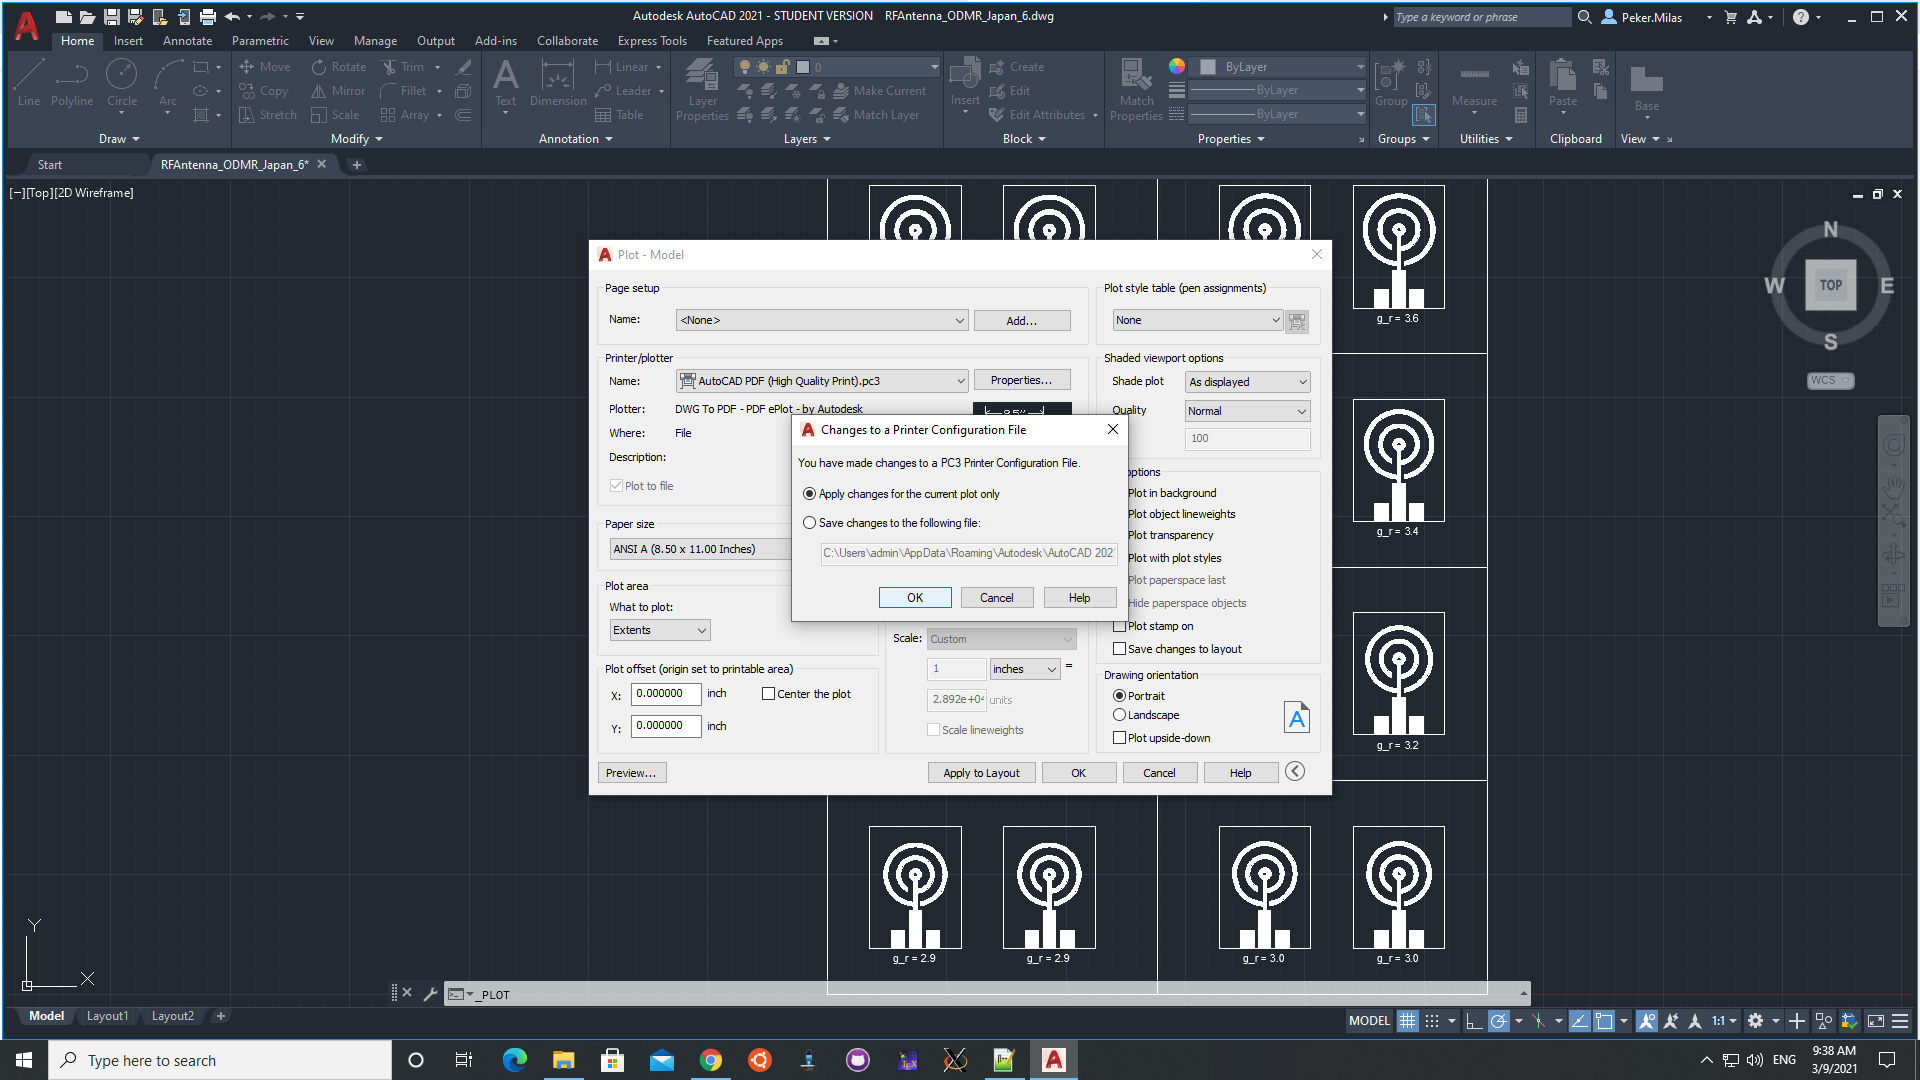 Autodesk AutoCAD 2021 - STUDENT VERSION RFAntenna_ODMR_Japan_6.dwg
Type a keyword or phrase
Peker.Milas
Home Insert Annotate Parametric View Manage Output Add-ins Collaborate Express Tools Featured Apps
Line Polyline Circle Arc
Move Rotate Trim
Copy Mirror Fillet
Stretch Scale Array
Text Dimension
Linear
Leader
Table
Layer
Properties
0
Make Current
Match Layer
Insert
Create
Edit
Edit Attributes
Match
Properties
ByLayer
ByLayer
ByLayer
Group
Measure
Paste
Base
Draw Modify Annotation Layers Block Properties Groups Utilities Clipboard View
Start RFAntenna_ODMR_Japan_6*
[−][Top][2D Wireframe]
N
W TOP E
S
WCS
g_r = 3.6
g_r = 3.4
g_r = 3.2
g_r = 2.9 g_r = 2.9 g_r = 3.0 g_r = 3.0
Plot - Model
Page setup
Name: <None> Add...
Plot style table (pen assignments)
None
Printer/plotter
Name: AutoCAD PDF (High Quality Print).pc3 Properties...
Plotter: DWG To PDF - PDF ePlot - by Autodesk
Where: File
Description:
Plot to file
Shaded viewport options
Shade plot As displayed
Quality Normal
100
Paper size
ANSI A (8.50 x 11.00 Inches)
Plot area
What to plot:
Extents
Plot offset (origin set to printable area)
X: 0.000000 inch Center the plot
Y: 0.000000 inch
Scale: Custom
1 inches =
2.892e+04 units
Scale lineweights
options
Plot in background
Plot object lineweights
Plot transparency
Plot with plot styles
Plot paperspace last
Hide paperspace objects
Plot stamp on
Save changes to layout
Drawing orientation
Portrait
Landscape
Plot upside-down
A
Preview... Apply to Layout OK Cancel Help
Changes to a Printer Configuration File
You have made changes to a PC3 Printer Configuration File.
Apply changes for the current plot only
Save changes to the following file:
C:\Users\admin\AppData\Roaming\Autodesk\AutoCAD 202
OK Cancel Help
Y
X
_PLOT
Model Layout1 Layout2
MODEL 1:1
Type here to search
ENG
9:38 AM
3/9/2021